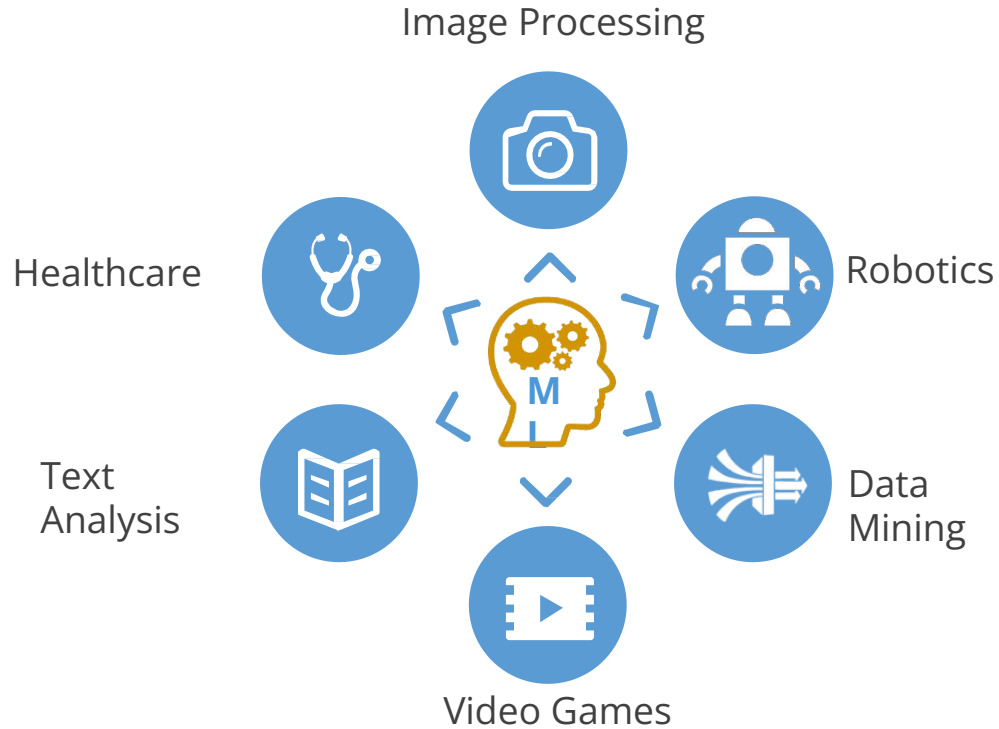 Image Processing
Healthcare
Robotics
M
L
Text
Analysis
Data
Mining
Video Games